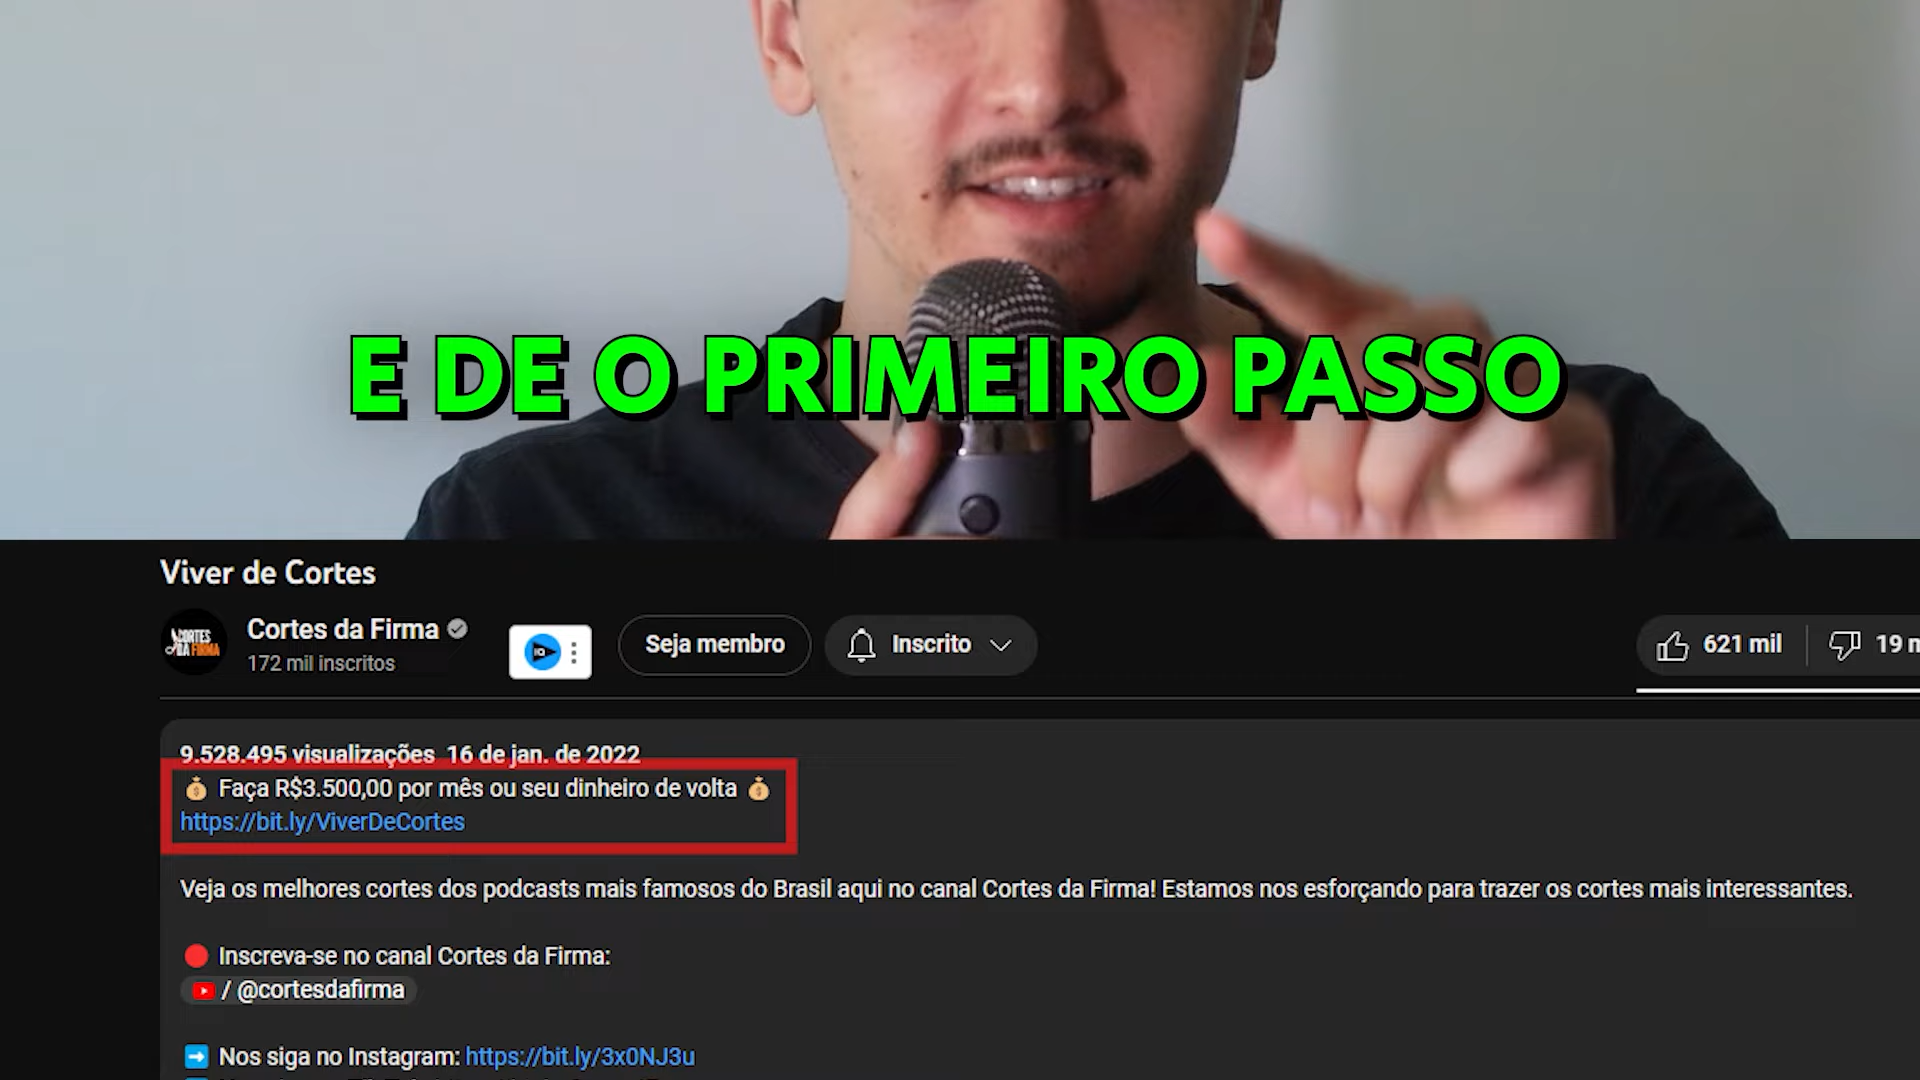 E DE O PRIMEIRO PASSO
Viver de Cortes
CORTES
DA FIRMA
Cortes da Firma
172 mil inscritos
Seja membro
Inscrito
621 mil
19 m
9.528.495 visualizações 16 de jan. de 2022
💰 Faça R$3.500,00 por mês ou seu dinheiro de volta 💰
https://bit.ly/ViverDeCortes
Veja os melhores cortes dos podcasts mais famosos do Brasil aqui no canal Cortes da Firma! Estamos nos esforçando para trazer os cortes mais interessantes.
🔴 Inscreva-se no canal Cortes da Firma:
/ @cortesdafirma
➡️ Nos siga no Instagram: https://bit.ly/3x0NJ3u